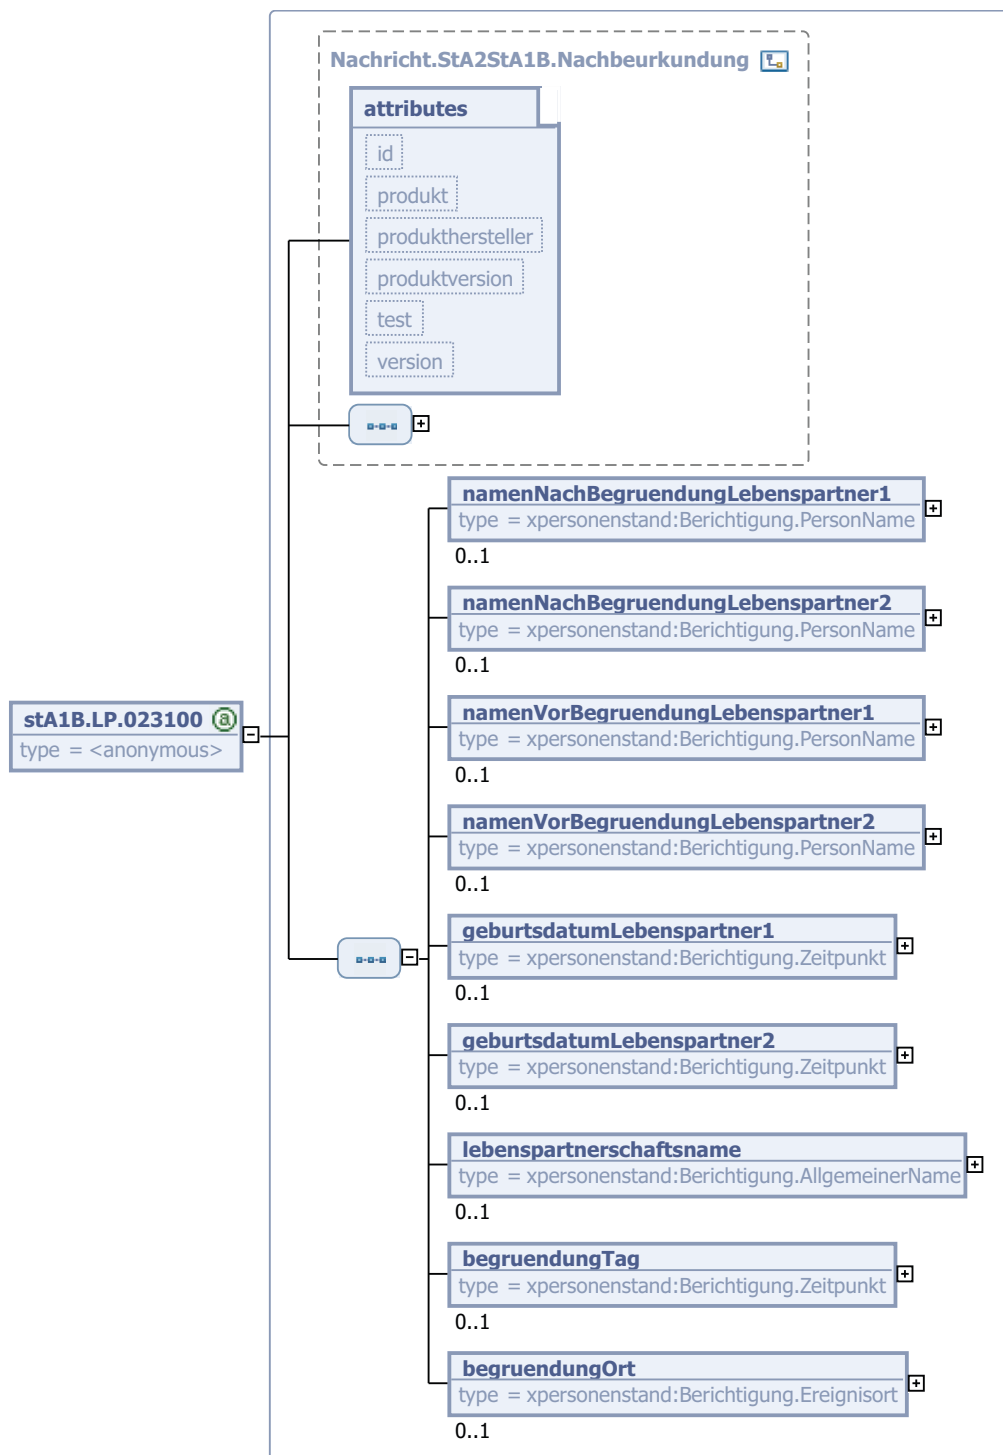 Nachricht.StA2StA1B.Nachbeurkundung
attributes
id
produkt
produkthersteller
produktversion
test
version
namenNachBegruendungLebenspartner1
type = xpersonenstand:Berichtigung.PersonName
0..1
namenNachBegruendungLebenspartner2
type = xpersonenstand:Berichtigung.PersonName
0..1
stA1B.LP.023100 @
type = <anonymous>
namenVorBegruendungLebenspartner1
type = xpersonenstand:Berichtigung.PersonName
0..1
namenVorBegruendungLebenspartner2
type = xpersonenstand:Berichtigung.PersonName
0..1
geburtsdatumLebenspartner1
type = xpersonenstand:Berichtigung.Zeitpunkt
0..1
geburtsdatumLebenspartner2
type = xpersonenstand:Berichtigung.Zeitpunkt
0..1
lebenspartnerschaftsname
type = xpersonenstand:Berichtigung.AllgemeinerName
0..1
begruendungTag
type = xpersonenstand:Berichtigung.Zeitpunkt
0..1
begruendungOrt
type = xpersonenstand:Berichtigung.Ereignisort
0..1